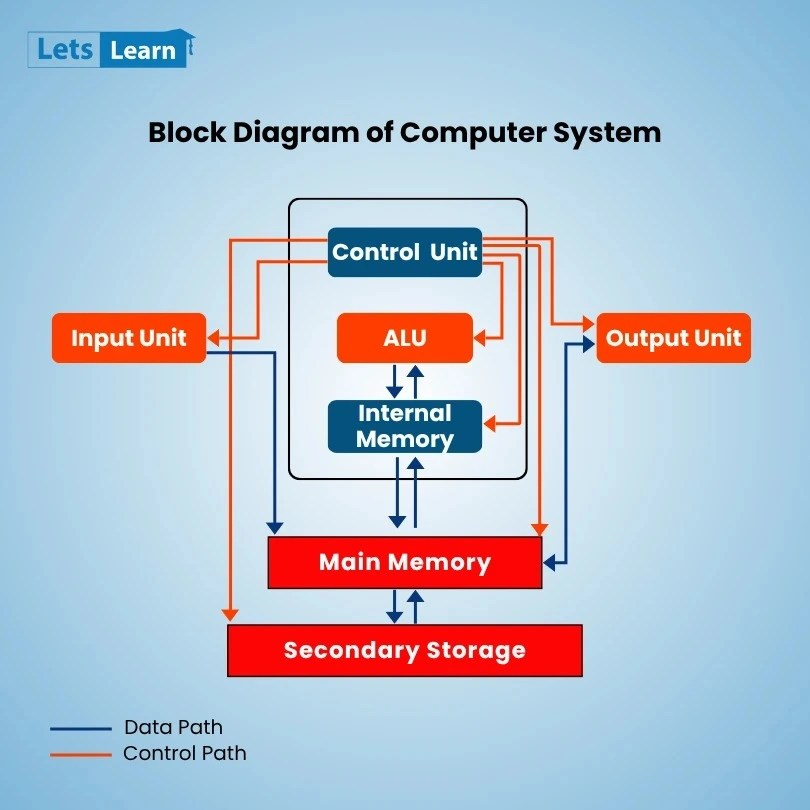 Lets Learn
Block Diagram of Computer System
Control Unit
Input Unit
ALU
Output Unit
Internal
Memory
Main Memory
Secondary Storage
Data Path
Control Path